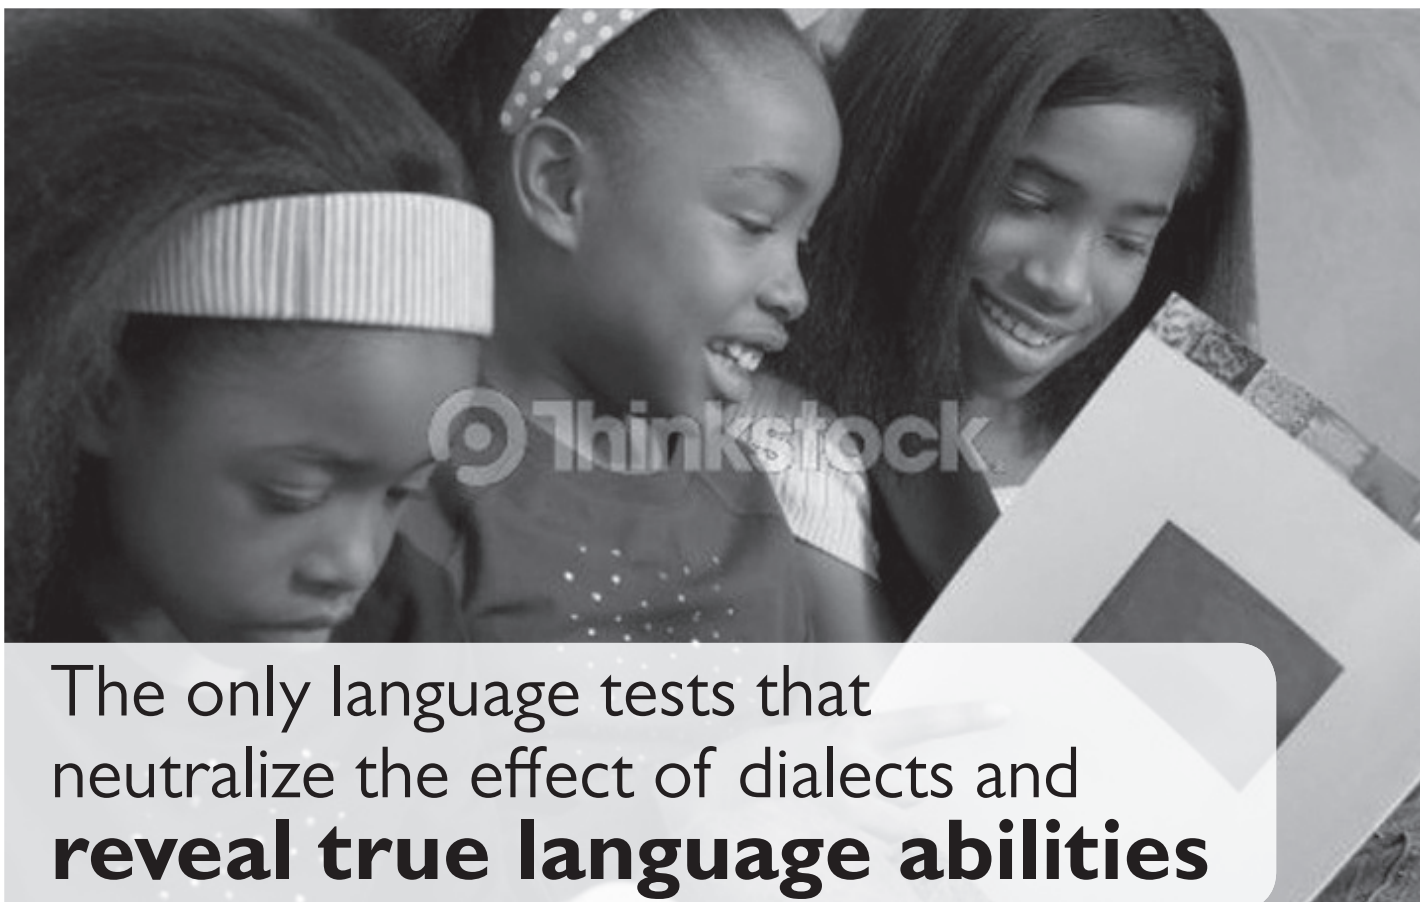 Thinkstock
The only language tests that
neutralize the effect of dialects and
reveal true language abilities